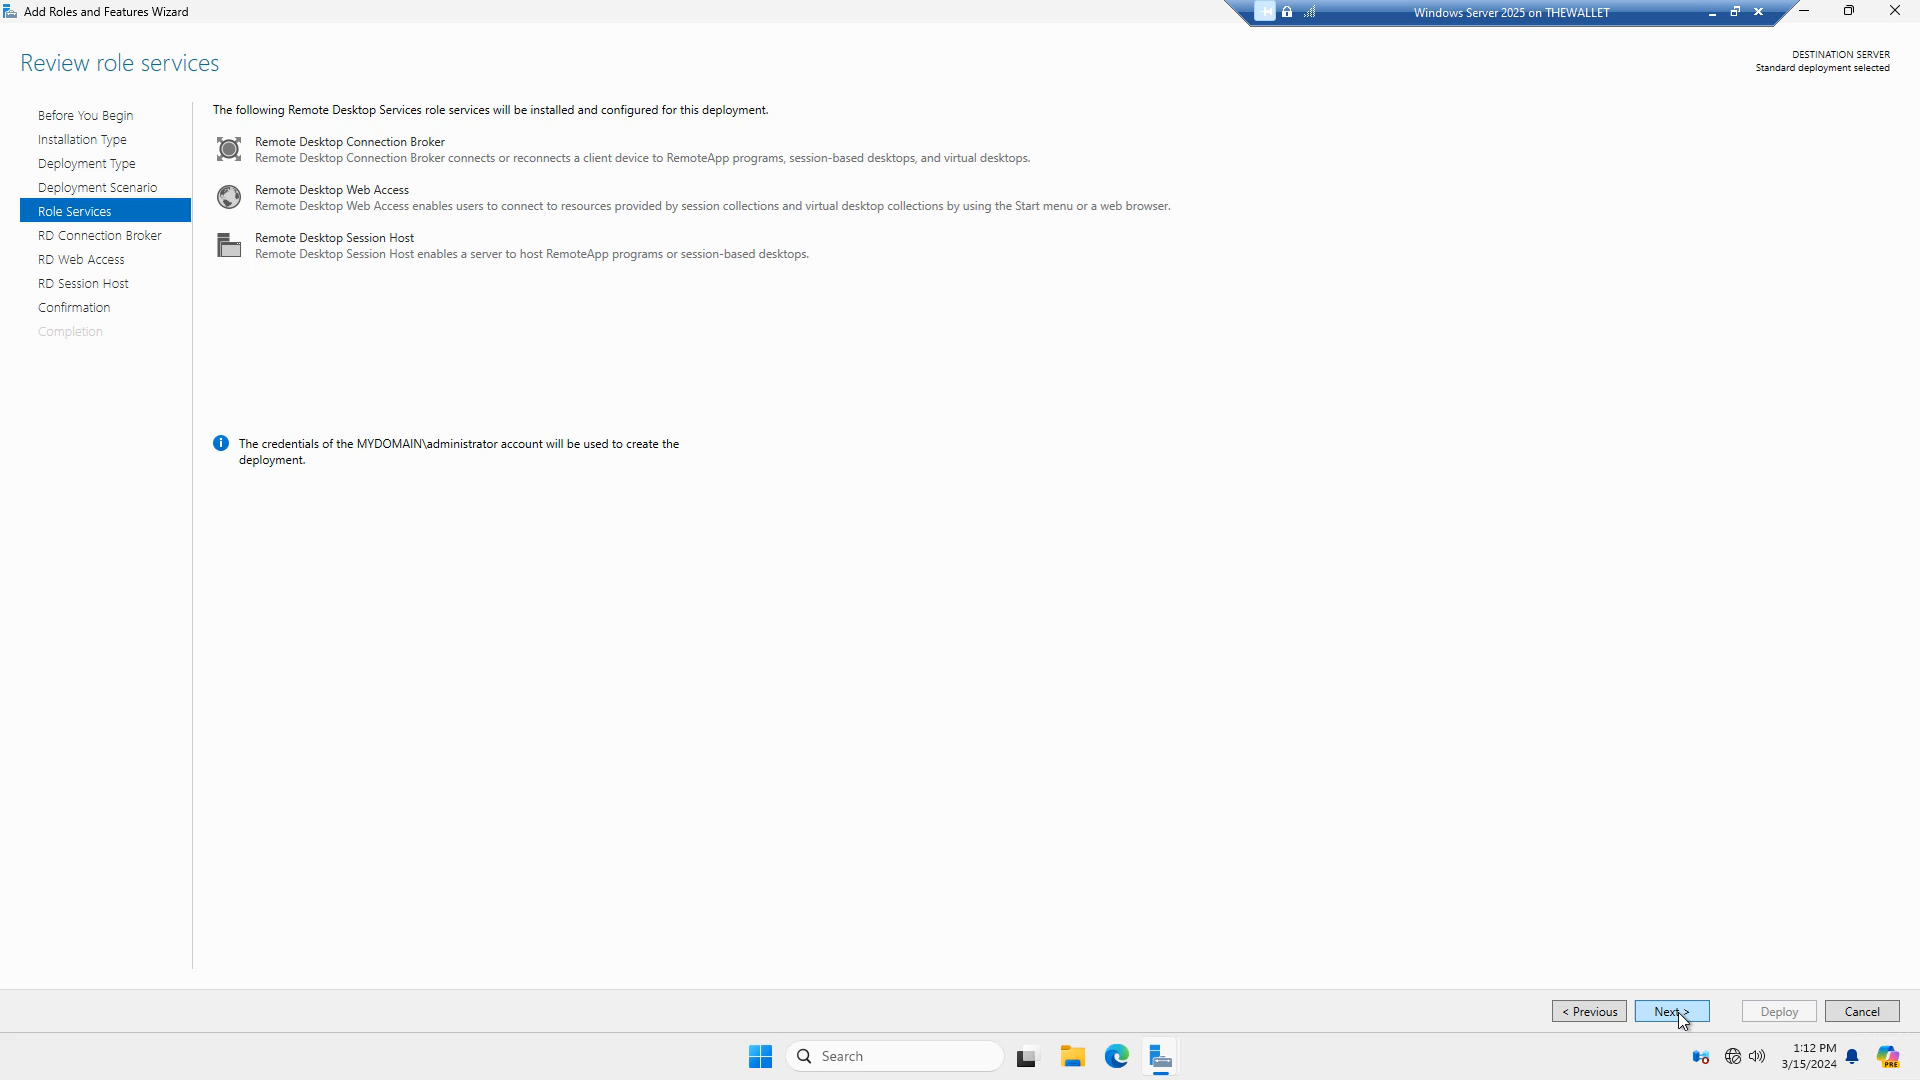 Add Roles and Features Wizard
Windows Server 2025 on THEWALLET
Review role services
DESTINATION SERVER
Standard deployment selected
Before You Begin
Installation Type
Deployment Type
Deployment Scenario
Role Services
RD Connection Broker
RD Web Access
RD Session Host
Confirmation
Completion
The following Remote Desktop Services role services will be installed and configured for this deployment.
Remote Desktop Connection Broker
Remote Desktop Connection Broker connects or reconnects a client device to RemoteApp programs, session-based desktops, and virtual desktops.
Remote Desktop Web Access
Remote Desktop Web Access enables users to connect to resources provided by session collections and virtual desktop collections by using the Start menu or a web browser.
Remote Desktop Session Host
Remote Desktop Session Host enables a server to host RemoteApp programs or session-based desktops.
The credentials of the MYDOMAIN\administrator account will be used to create the
deployment.
< Previous
Next >
Deploy
Cancel
Search
1:12 PM
3/15/2024
PRE